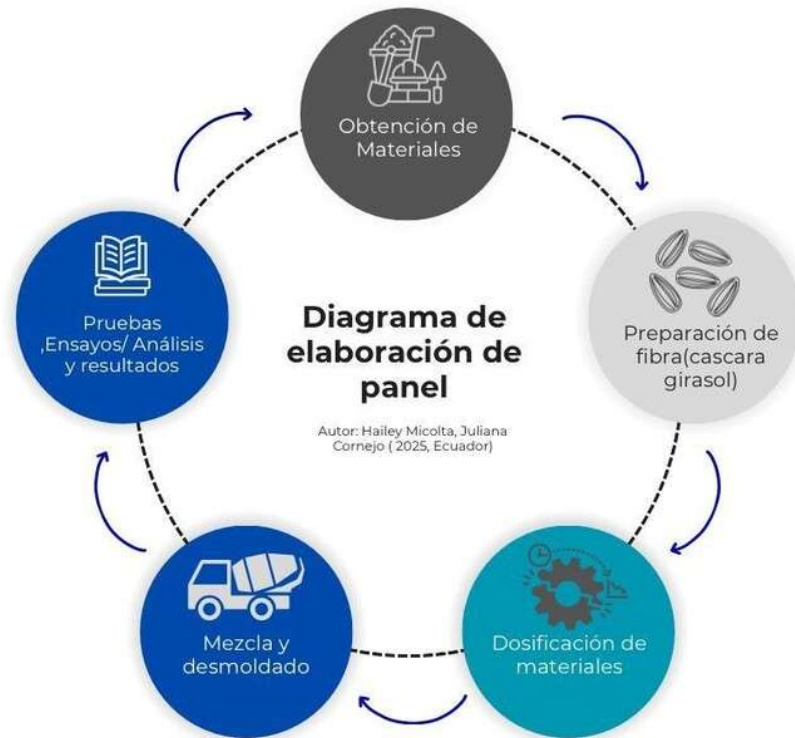 Obtención de
Materiales
Preparación de
fibra(cascara
girasol)
Dosificación de
materiales
Mezcla y
desmoldado
Pruebas
,Ensayos/ Análisis
y resultados
Diagrama de
elaboración de
panel
Autor: Hailey Micolta, Juliana
Cornejo ( 2025, Ecuador)